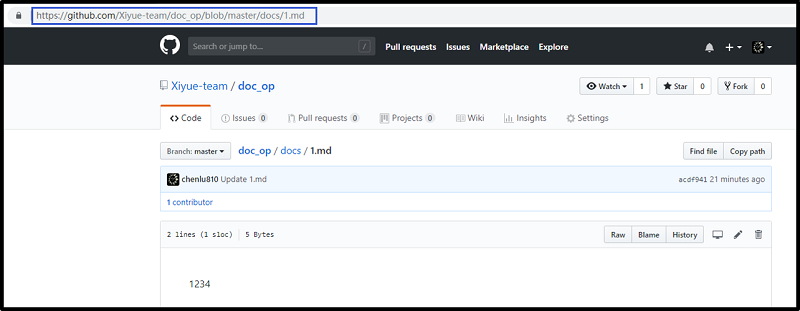 https://github.com/Xiyue-team/doc_op/blob/master/docs/1.md
Search or jump to... / Pull requests Issues Marketplace Explore
Xiyue-team / doc_op Watch 1 Star 0 Fork 0
Code Issues 0 Pull requests 0 Projects 0 Wiki Insights Settings
Branch: master doc_op / docs / 1.md Find file Copy path
chenlu810 Update 1.md acdf941 21 minutes ago
1 contributor
2 lines (1 sloc) 5 Bytes Raw Blame History
1234